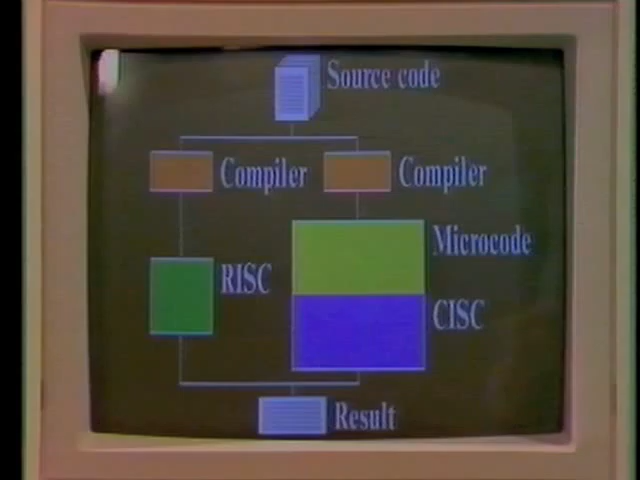 Source code
Compiler
Compiler
Microcode
RISC
CISC
Result